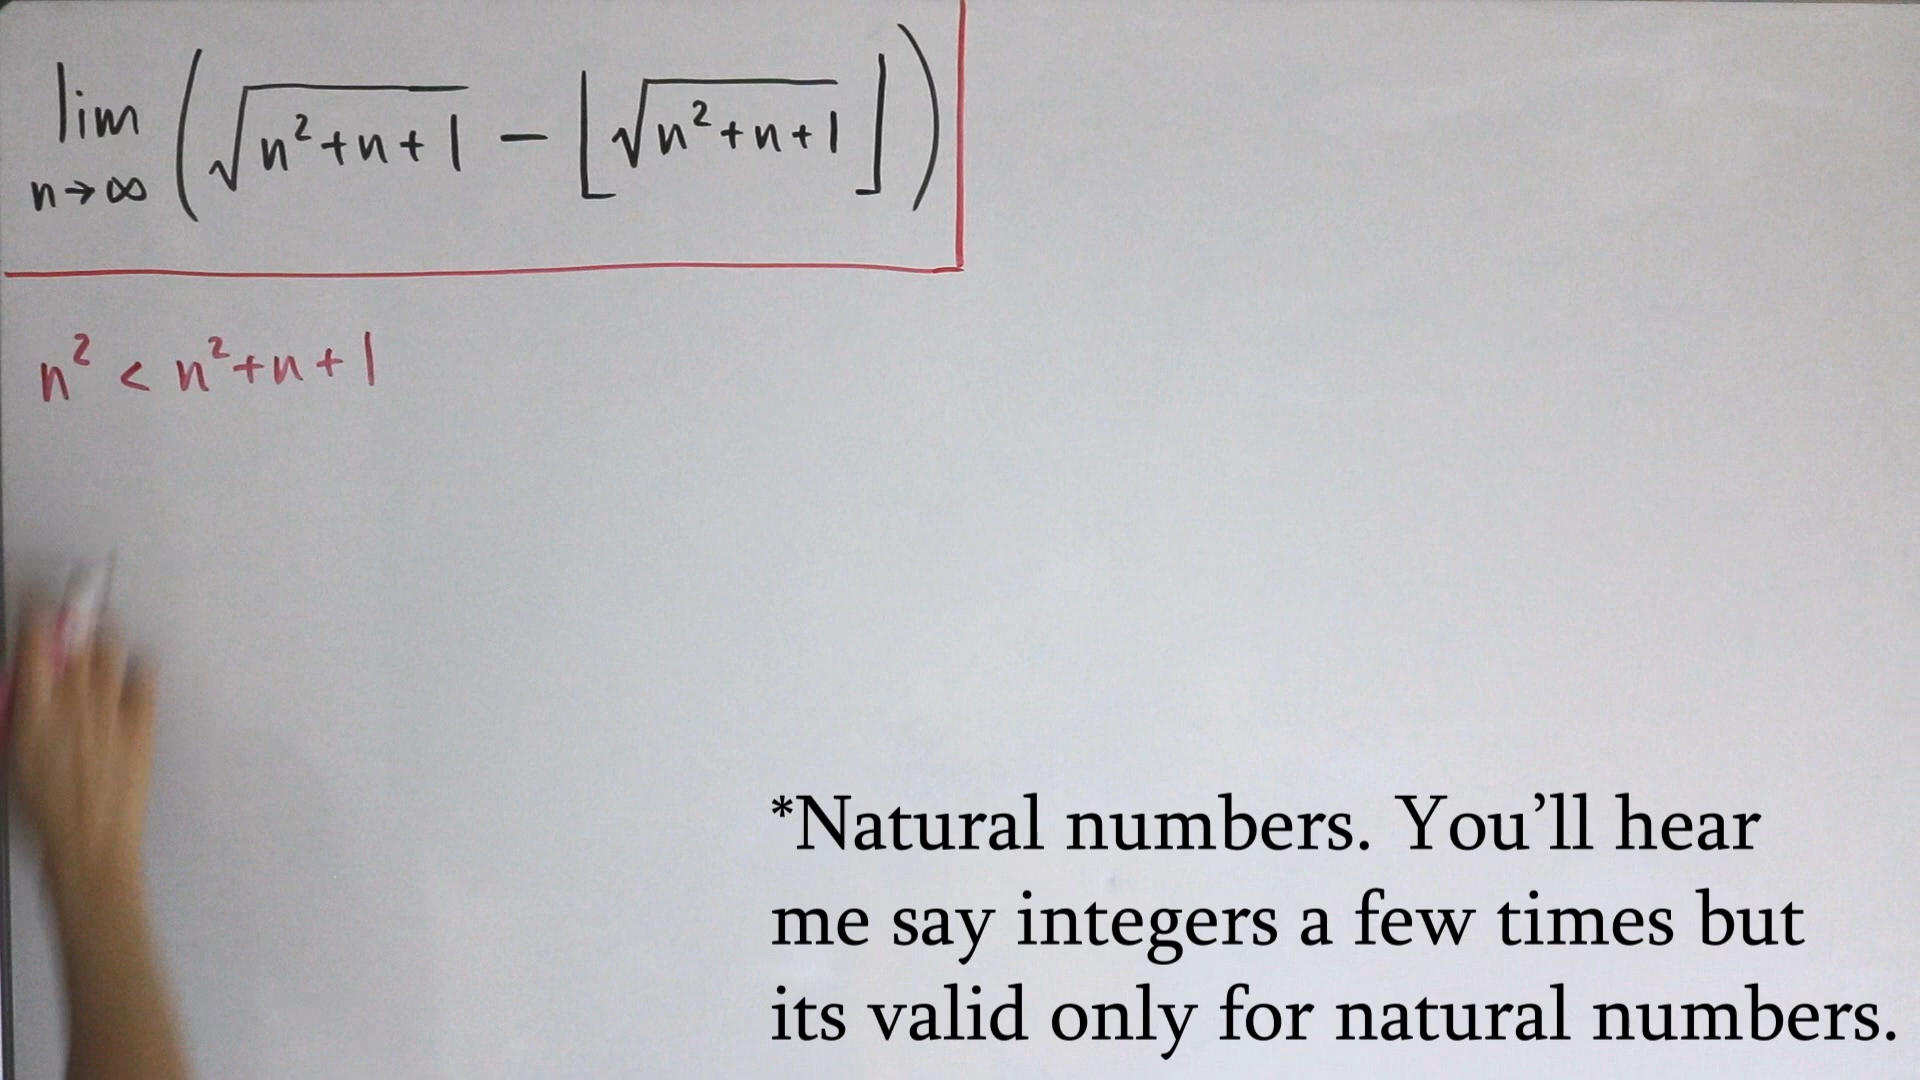 lim n→∞ (√n²+n+1 − ⌊√n²+n+1⌋)
n² < n²+n+1
*Natural numbers. You’ll hear
me say integers a few times but
its valid only for natural numbers.